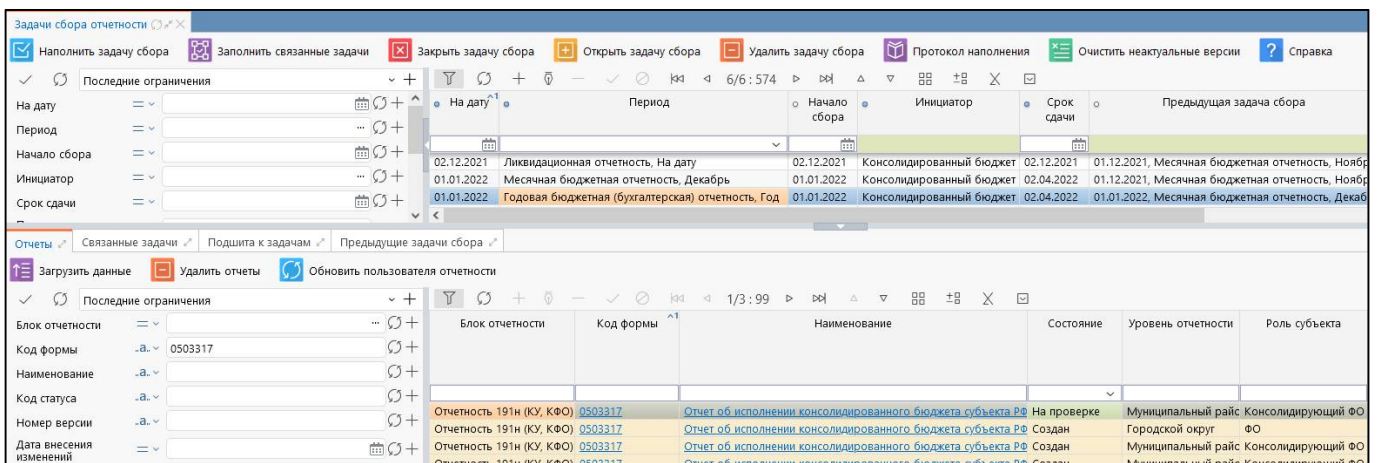 Задачи сбора отчетности
Наполнить задачу сбора Заполнить связанные задачи Закрыть задачу сбора Открыть задачу сбора Удалить задачу сбора Протокол наполнения Очистить неактуальные версии ? Справка
Последние ограничения 6/6 : 574
На дату =
Период =
Начало сбора =
Инициатор =
Срок сдачи =
На дату ^1 Период Начало сбора Инициатор Срок сдачи Предыдущая задача сбора
02.12.2021 Ликвидационная отчетность, На дату 02.12.2021 Консолидированный бюджет 02.12.2021 01.12.2021, Месячная бюджетная отчетность, Ноябр
01.01.2022 Месячная бюджетная отчетность, Декабрь 01.01.2022 Консолидированный бюджет 02.04.2022 01.12.2021, Месячная бюджетная отчетность, Ноябр
01.01.2022 Годовая бюджетная (бухгалтерская) отчетность, Год 01.01.2022 Консолидированный бюджет 02.04.2022 01.01.2022, Месячная бюджетная отчетность, Декаб
Отчеты Связанные задачи Подшита к задачам Предыдущие задачи сбора
Загрузить данные Удалить отчеты Обновить пользователя отчетности
Последние ограничения 1/3 : 99
Блок отчетности =
Код формы .a.. 0503317
Наименование .a..
Код статуса .a..
Номер версии .a..
Дата внесения
изменений =
Блок отчетности Код формы ^1 Наименование Состояние Уровень отчетности Роль субъекта
Отчетность 191н (КУ, КФО) 0503317 Отчет об исполнении консолидированного бюджета субъекта РФ На проверке Муниципальный райс Консолидирующий ФО
Отчетность 191н (КУ, КФО) 0503317 Отчет об исполнении консолидированного бюджета субъекта РФ Создан Городской округ ФО
Отчетность 191н (КУ, КФО) 0503317 Отчет об исполнении консолидированного бюджета субъекта РФ Создан Муниципальный райс Консолидирующий ФО